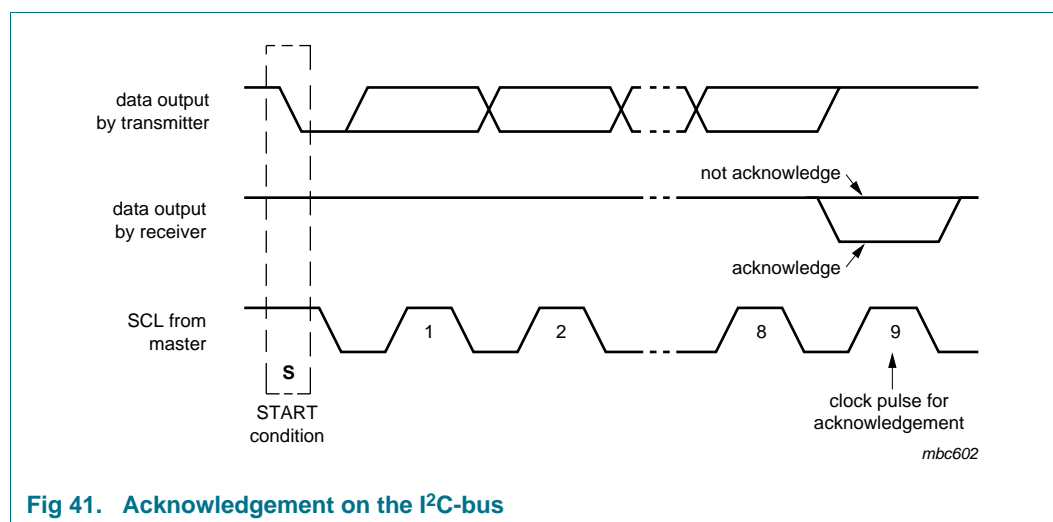 data output
by transmitter
not acknowledge
data output
by receiver
acknowledge
SCL from
master
1
2
8
9
S
START
condition
clock pulse for
acknowledgement
mbc602
Fig 41. Acknowledgement on the I²C-bus